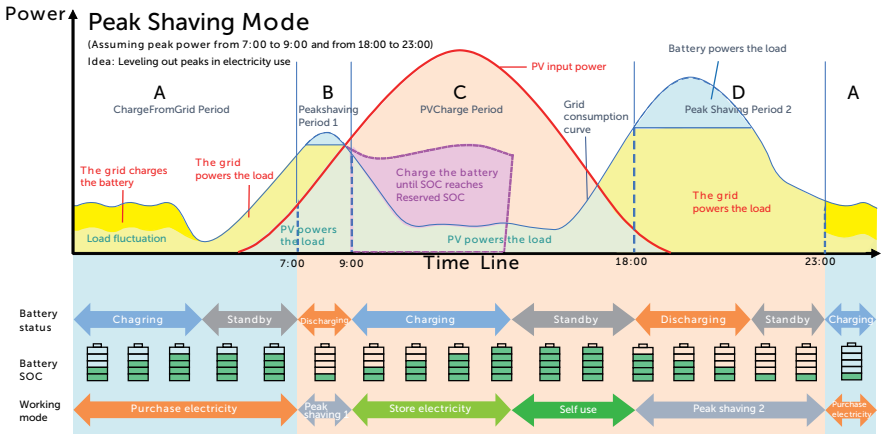 Power
Peak Shaving Mode
(Assuming peak power from 7:00 to 9:00 and from 18:00 to 23:00)
Idea: Leveling out peaks in electricity use
Battery powers the load
PV input power
A
B
C
D
A
ChargeFromGrid Period
Peakshaving
Period 1
PVCharge Period
Grid
consumption
curve
Peak Shaving Period 2
The grid charges
the battery
The grid
powers the load
Charge the battery
until SOC reaches
Reserved SOC
The grid
powers the load
Load fluctuation
PV powers
the load
PV powers the load
7:00
9:00
Time Line
18:00
23:00
Battery
status
Chagring
Standby
Discharging
Charging
Standby
Discharging
Standby
Charging
Battery
SOC
Working
mode
Purchase electricity
Peak
shaving 1
Store electricity
Self use
Peak shaving 2
Purchase
electricity